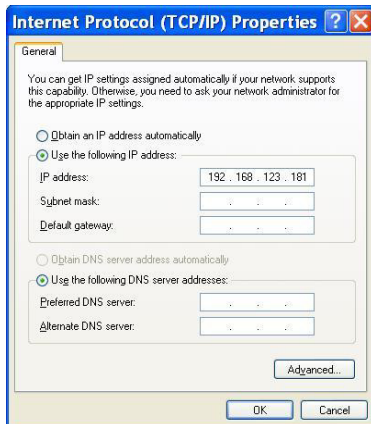 Internet Protocol (TCP/IP) Properties
General
You can get IP settings assigned automatically if your network supports
this capability. Otherwise, you need to ask your network administrator for
the appropriate IP settings.
Obtain an IP address automatically
Use the following IP address:
IP address: 192 . 168 . 123 . 181
Subnet mask: . . .
Default gateway: . . .
Obtain DNS server address automatically
Use the following DNS server addresses:
Preferred DNS server: . . .
Alternate DNS server: . . .
Advanced...
OK Cancel